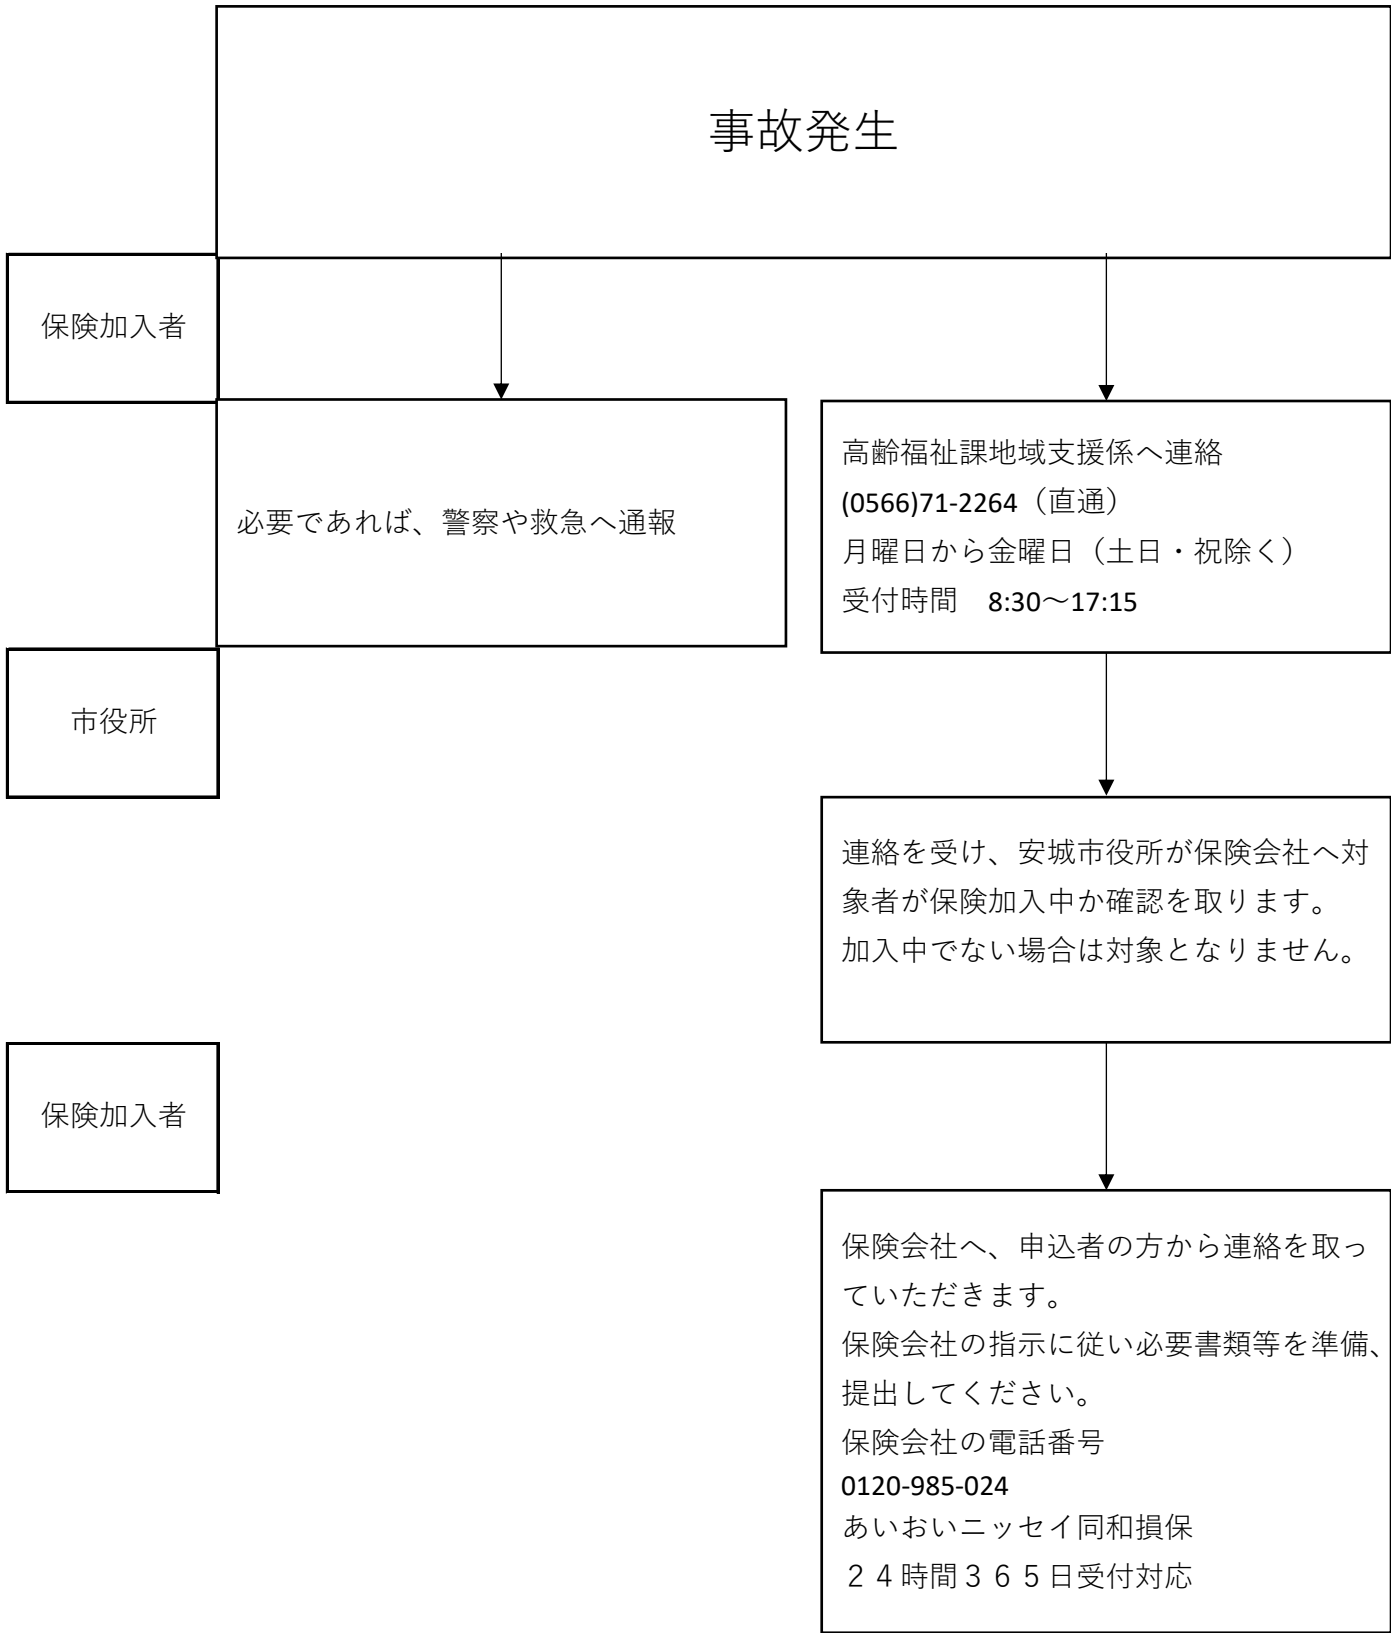 事故発生
保険加入者
必要であれば、警察や救急へ通報
高齢福祉課地域支援係へ連絡
(0566)71-2264（直通）
月曜日から金曜日（土日・祝除く）
受付時間　8:30～17:15
市役所
連絡を受け、安城市役所が保険会社へ対
象者が保険加入中か確認を取ります。
加入中でない場合は対象となりません。
保険加入者
保険会社へ、申込者の方から連絡を取っ
ていただきます。
保険会社の指示に従い必要書類等を準備、
提出してください。
保険会社の電話番号
0120-985-024
あいおいニッセイ同和損保
２４時間３６５日受付対応